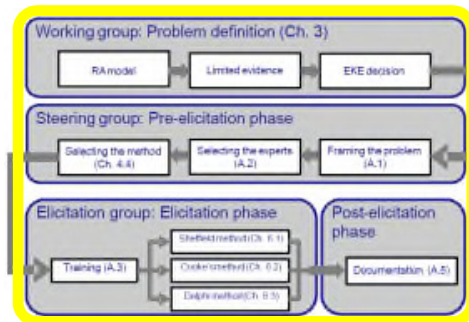 Working group: Problem definition (Ch. 3)
RA model
Limited evidence
EKE decision
Steering group: Pre-elicitation phase
Selecting the method
(Ch. 4.4)
Selecting the experts
(A.2)
Framing the problem
(A.1)
Elicitation group: Elicitation phase
Training (A.3)
Sheffield method (Ch. 6.1)
Cooke's method (Ch. 6.2)
Delphi method (Ch. 6.3)
Post-elicitation
phase
Documentation (A.5)